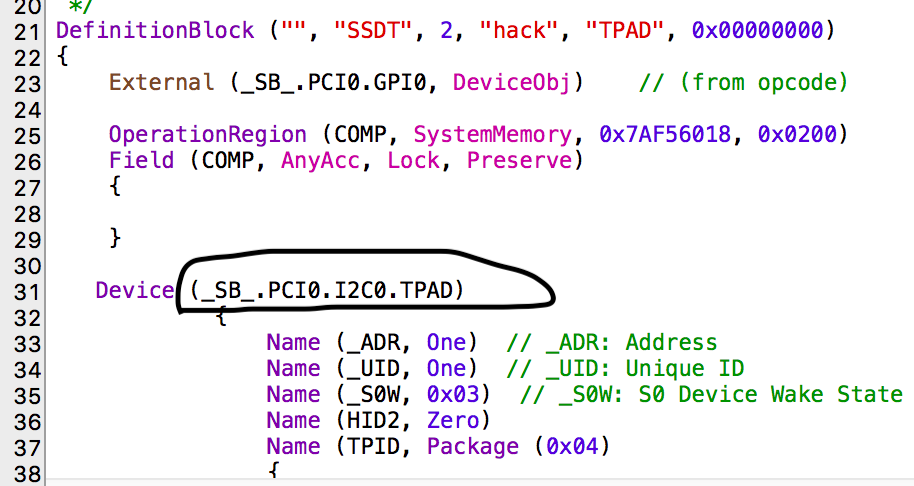 20 */
21 DefinitionBlock ("", "SSDT", 2, "hack", "TPAD", 0x00000000)
22 {
23 External (_SB_.PCI0.GPI0, DeviceObj) // (from opcode)
24
25 OperationRegion (COMP, SystemMemory, 0x7AF56018, 0x0200)
26 Field (COMP, AnyAcc, Lock, Preserve)
27 {
28
29 }
30
31 Device (_SB_.PCI0.I2C0.TPAD)
32 {
33 Name (_ADR, One) // _ADR: Address
34 Name (_UID, One) // _UID: Unique ID
35 Name (_S0W, 0x03) // _S0W: S0 Device Wake State
36 Name (HID2, Zero)
37 Name (TPID, Package (0x04)
38 {